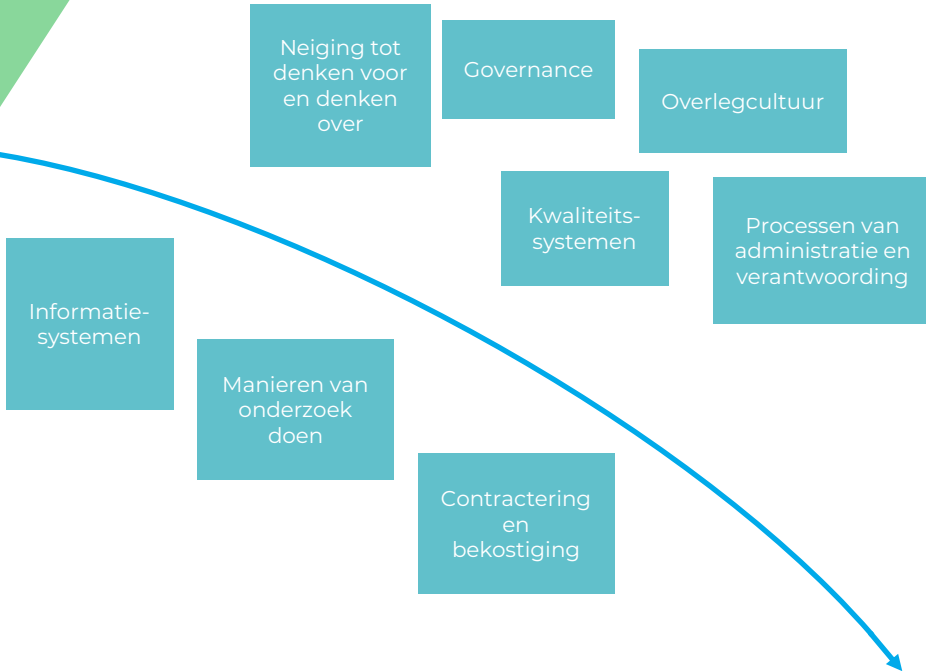 Neiging tot
denken voor
en denken
over
Governance
Overlegcultuur
Kwaliteits-
systemen
Processen van
administratie en
verantwoording
Informatie-
systemen
Manieren van
onderzoek
doen
Contractering
en
bekostiging